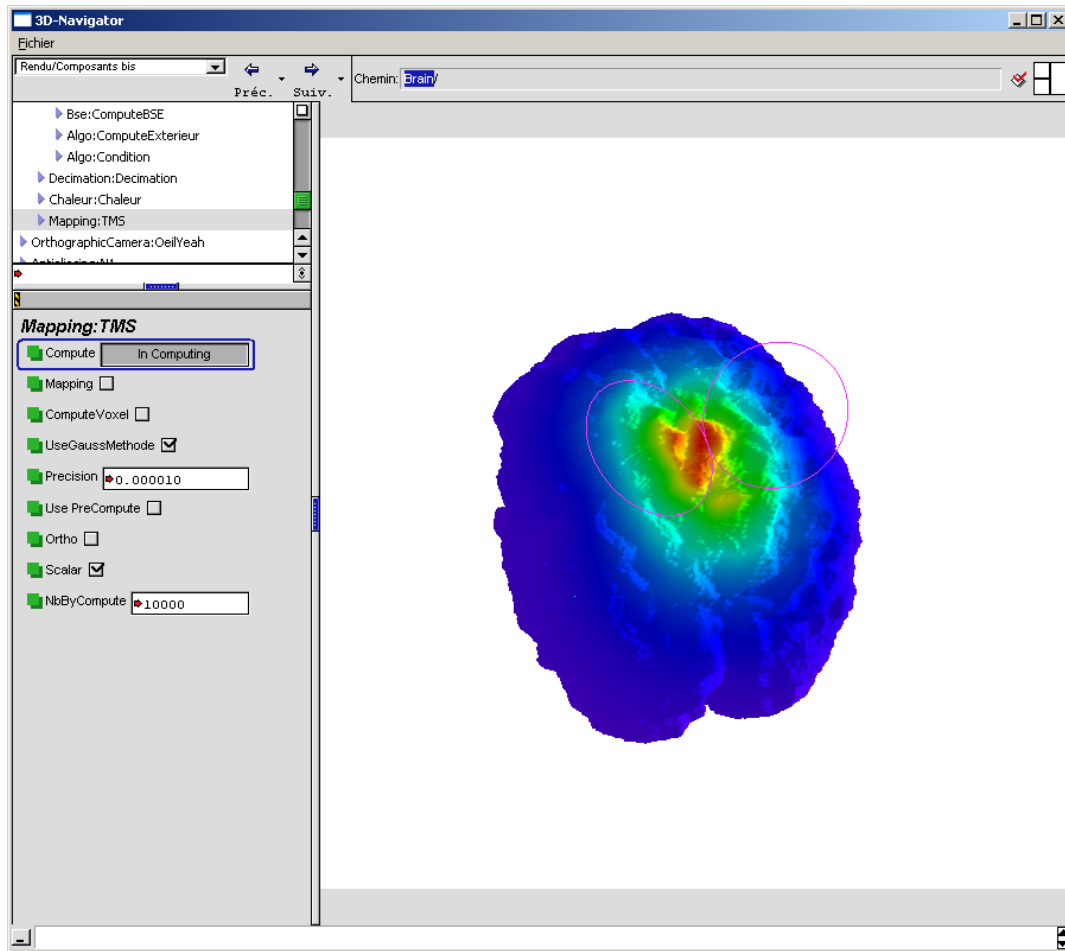 3D-Navigator
Fichier
Rendu/Composants bis
Préc.
Suiv.
Chemin: Brain/
Bse:ComputeBSE
Algo:ComputeExterieur
Algo:Condition
Decimation:Decimation
Chaleur:Chaleur
Mapping:TMS
OrthographicCamera:OeilYeah
Mapping:TMS
Compute In Computing
Mapping
ComputeVoxel
UseGaussMethode
Precision 0.000010
Use PreCompute
Ortho
Scalar
NbByCompute 10000